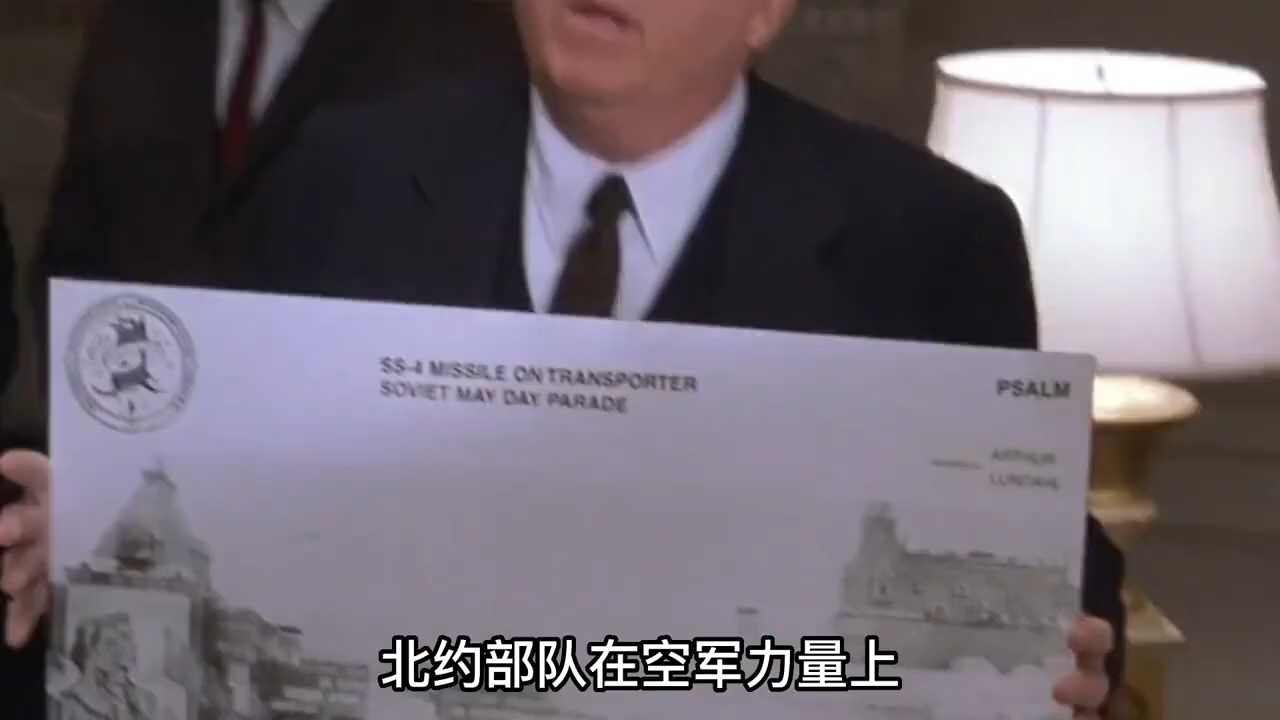 SS-4 MISSILE ON TRANSPORTER
SOVIET MAY DAY PARADE
PSALM
ARTHUR
LUNDAHL
北约部队在空军力量上